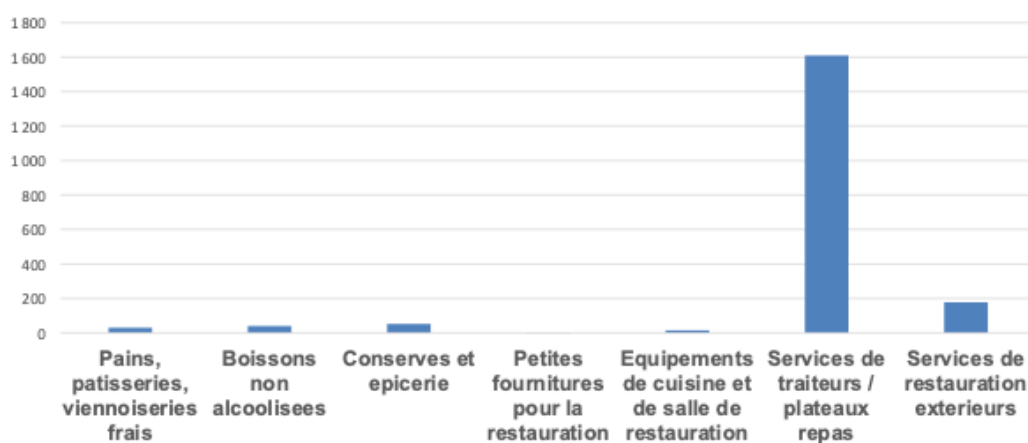 1 800
1 600
1 400
1 200
1 000
800
600
400
200
0
Pains,
patisseries,
viennoiseries
frais
Boissons
non
alcoolisees
Conserves et
epicerie
Petites
fournitures
pour la
restauration
Equipements
de cuisine et
de salle de
restauration
Services de
traiteurs /
plateaux
repas
Services de
restauration
exterieurs